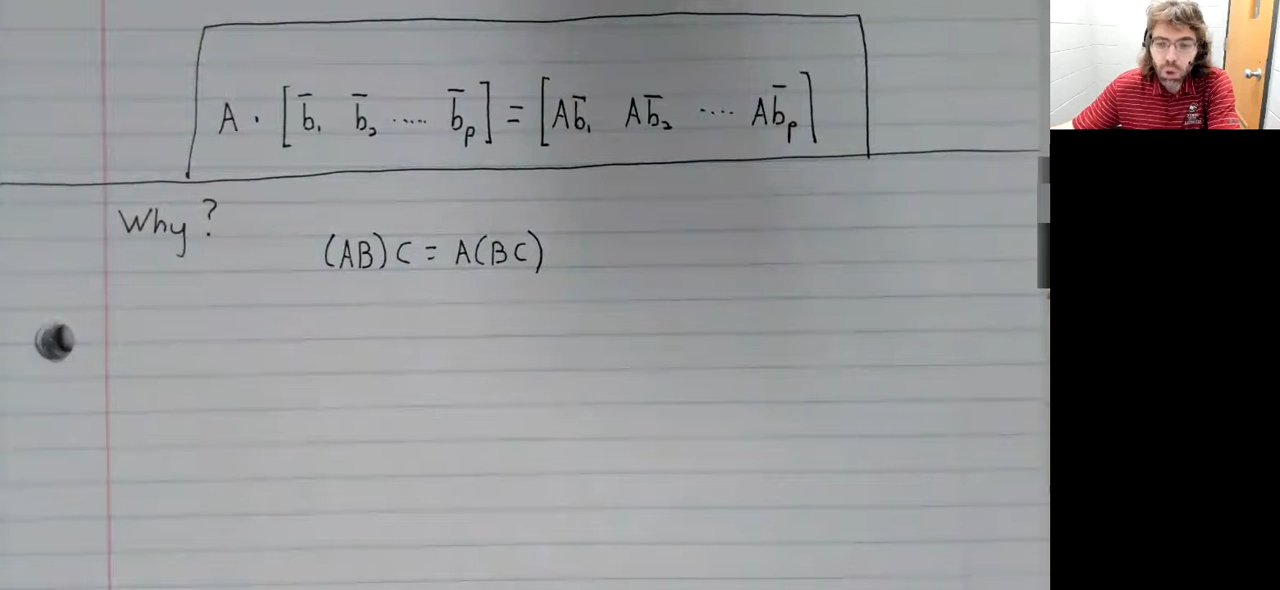 A · [b̄₁ b̄₂ ..... b̄ₚ] = [Ab̄₁ Ab̄₂ .... Ab̄ₚ]
Why?
(AB)C = A(BC)